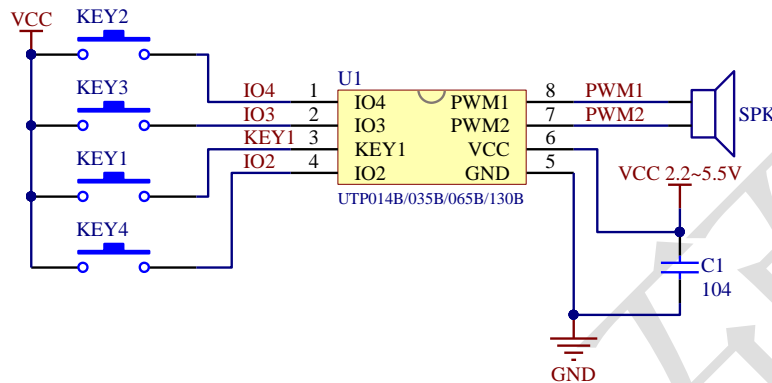 VCC
KEY2
KEY3
KEY1
KEY4
IO4
IO3
KEY1
IO2
1
2
3
4
U1
IO4
IO3
KEY1
IO2
PWM1
PWM2
VCC
GND
UTP014B/035B/065B/130B
8
7
6
5
PWM1
PWM2
SPK
VCC 2.2~5.5V
C1
104
GND